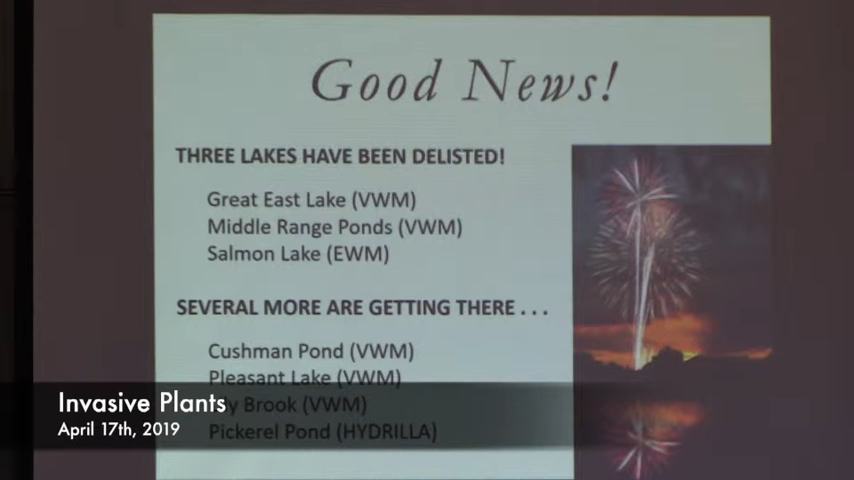 Good News!
THREE LAKES HAVE BEEN DELISTED!
Great East Lake (VWM)
Middle Range Ponds (VWM)
Salmon Lake (EWM)
SEVERAL MORE ARE GETTING THERE . . .
Cushman Pond (VWM)
Pleasant Lake (VWM)
Brook (VWM)
Pickerel Pond (HYDRILLA)
Invasive Plants
April 17th, 2019